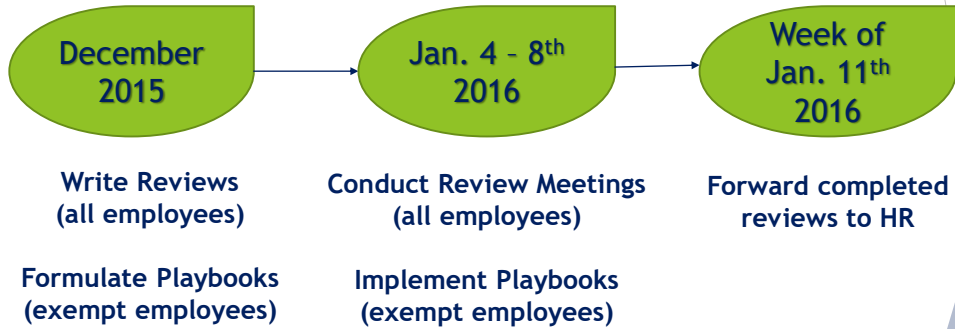 December
2015
Jan. 4 – 8th
2016
Week of
Jan. 11th
2016
Write Reviews
(all employees)
Formulate Playbooks
(exempt employees)
Conduct Review Meetings
(all employees)
Implement Playbooks
(exempt employees)
Forward completed
reviews to HR